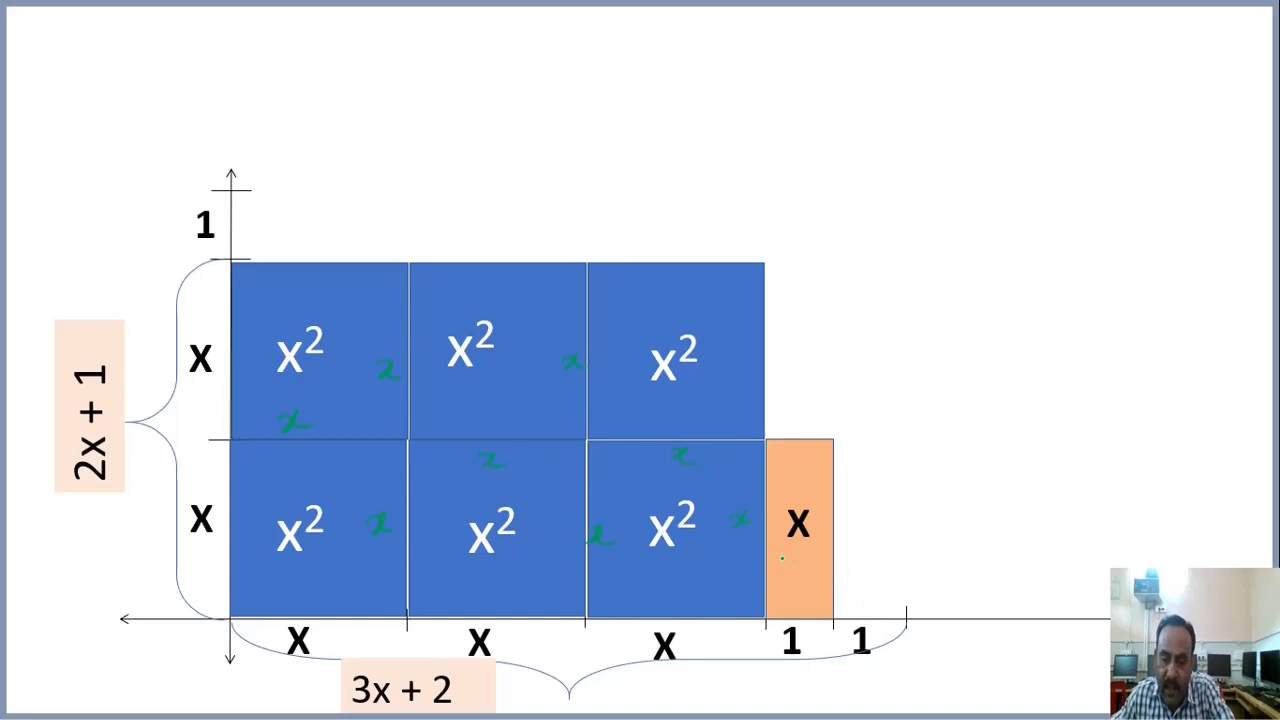 1
X X² x X² x X²
x
2x + 1
x x
X X² x X² x X² x X
X X X 1 1
3x + 2